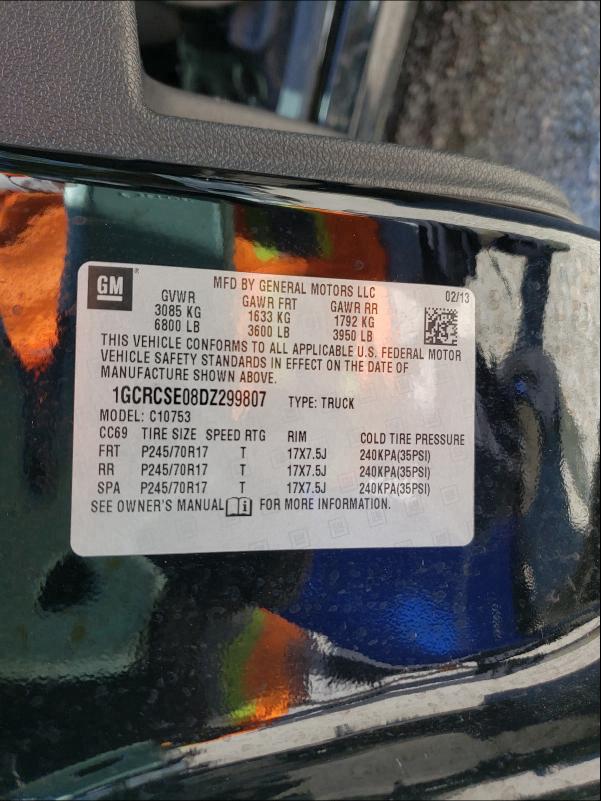 GM ®
MFD BY GENERAL MOTORS LLC 02/13
GVWR GAWR FRT GAWR RR
3085 KG 1633 KG 1792 KG
6800 LB 3600 LB 3950 LB
THIS VEHICLE CONFORMS TO ALL APPLICABLE U.S. FEDERAL MOTOR
VEHICLE SAFETY STANDARDS IN EFFECT ON THE DATE OF
MANUFACTURE SHOWN ABOVE.
1GCRCSE08DZ299807 TYPE: TRUCK
MODEL: C10753
CC69 TIRE SIZE SPEED RTG RIM COLD TIRE PRESSURE
FRT P245/70R17 T 17X7.5J 240KPA(35PSI)
RR P245/70R17 T 17X7.5J 240KPA(35PSI)
SPA P245/70R17 T 17X7.5J 240KPA(35PSI)
SEE OWNER'S MANUAL i FOR MORE INFORMATION.